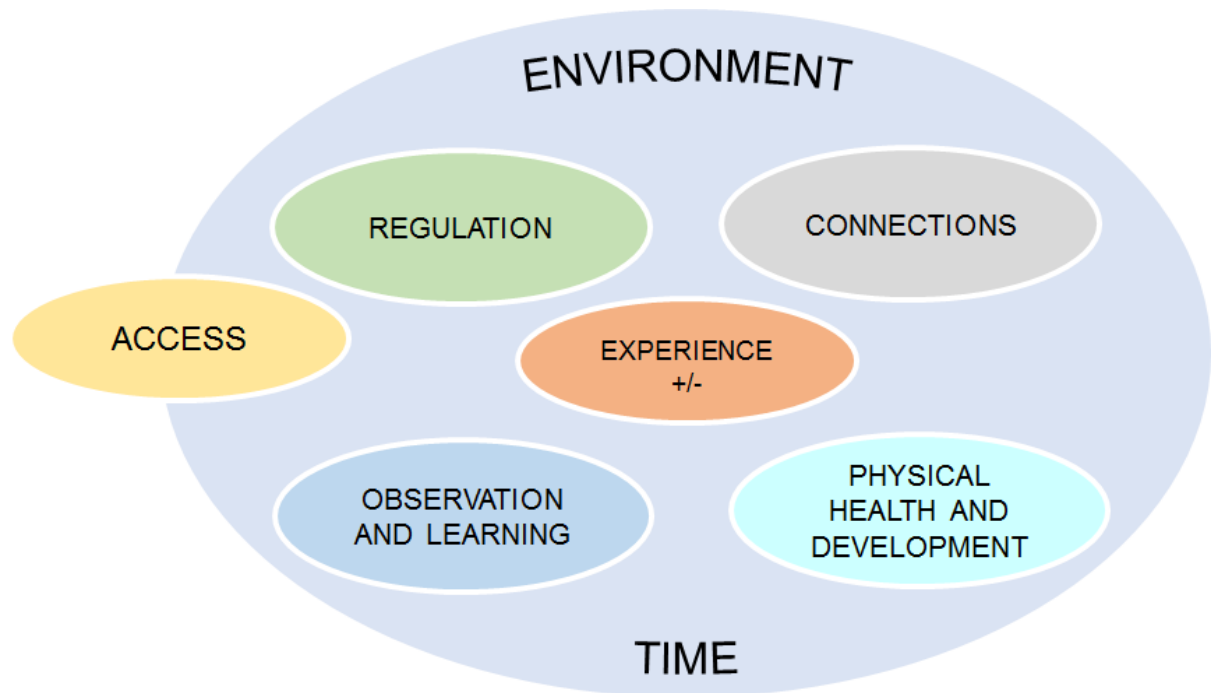 ENVIRONMENT
REGULATION
CONNECTIONS
ACCESS
EXPERIENCE
+/-
OBSERVATION
AND LEARNING
PHYSICAL
HEALTH AND
DEVELOPMENT
TIME